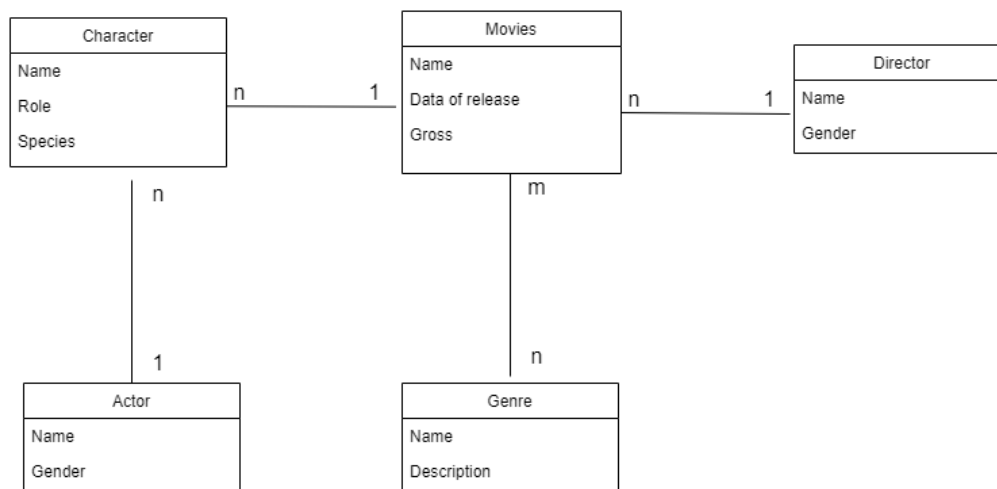 Character
Name
Role
Species
n
1
Movies
Name
Data of release
Gross
n
1
Director
Name
Gender
n
1
m
n
Actor
Name
Gender
Genre
Name
Description